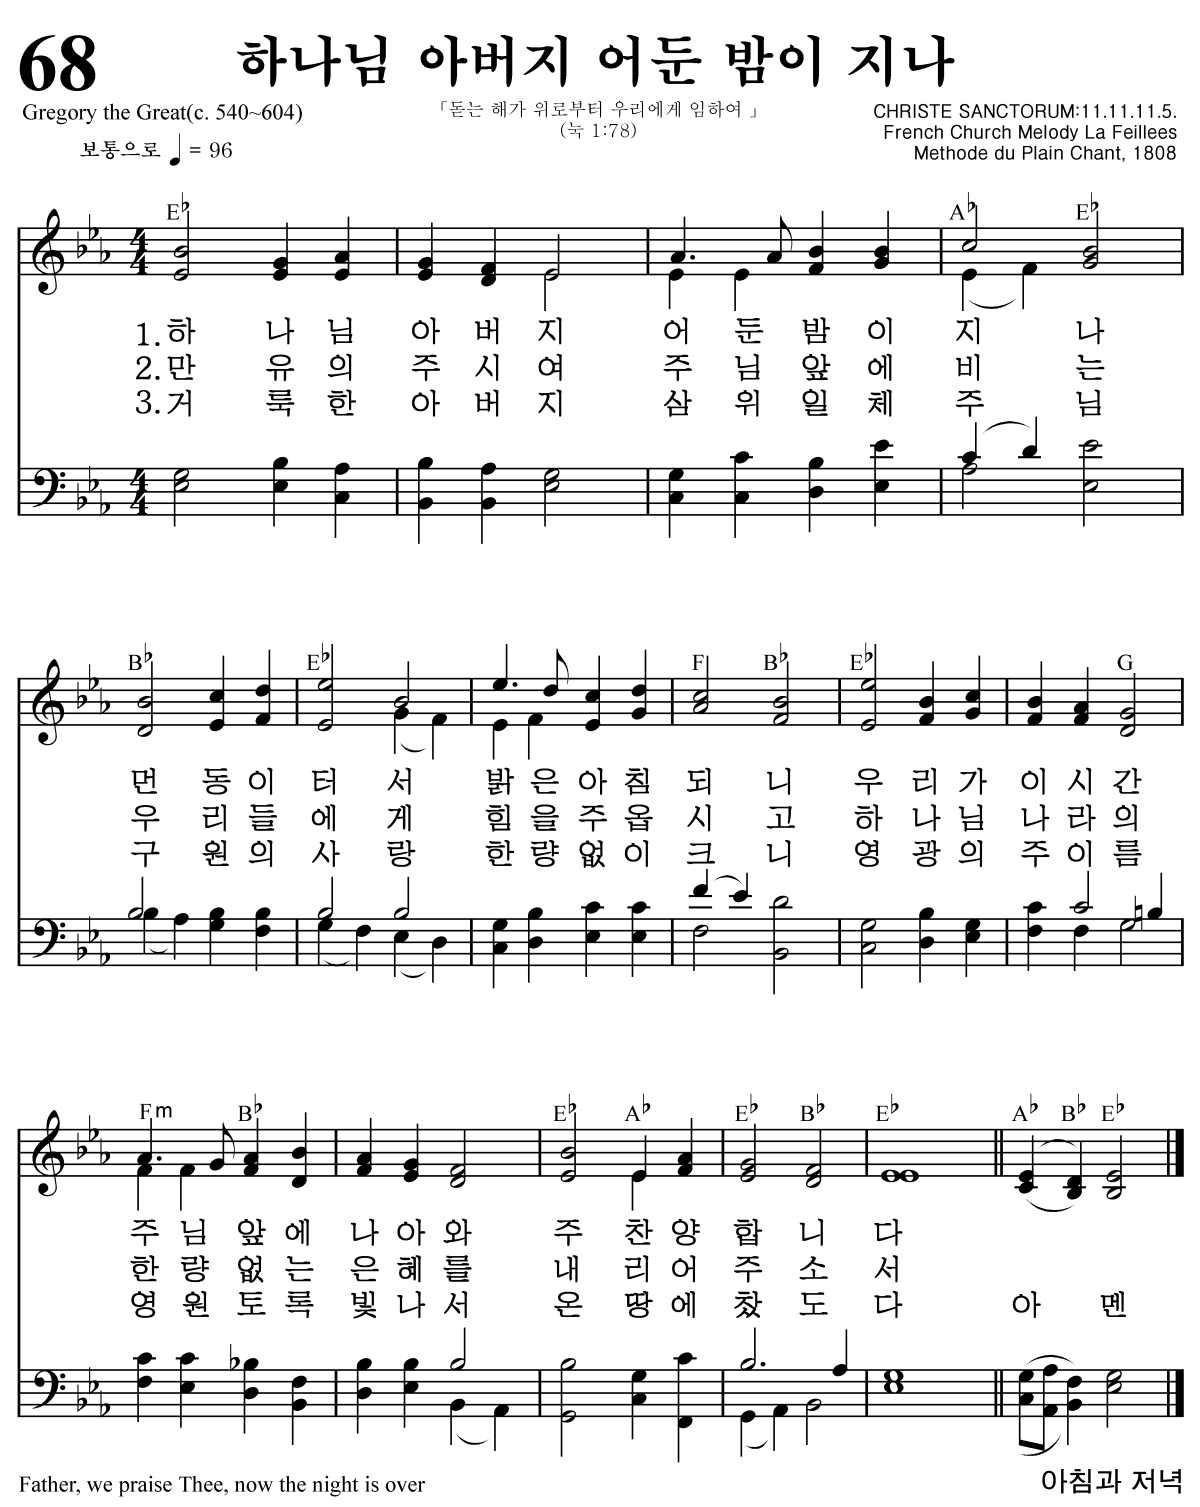 68 하나님 아버지 어둔 밤이 지나
Gregory the Great(c. 540~604)
「돋는 해가 위로부터 우리에게 임하여 」
(눅 1:78)
CHRISTE SANCTORUM:11.11.11.5.
French Church Melody La Feillees
Methode du Plain Chant, 1808
보통으로 ♩ = 96
E♭ A♭ E♭
1.하 나 님 아 버 지 어 둔 밤 이 지 나
2.만 유 의 주 시 여 주 님 앞 에 비 는
3.거 룩 한 아 버 지 삼 위 일 체 주 님
B♭ E♭ F B♭ E♭ G
먼 동 이 터 서 밝 은 아 침 되 니 우 리 가 이 시 간
우 리 들 에 게 힘 을 주 옵 시 고 하 나 님 나 라 의
구 원 의 사 랑 한 량 없 이 크 니 영 광 의 주 이 름
Fm B♭ E♭ A♭ E♭ B♭ E♭ A♭ B♭ E♭
주 님 앞 에 나 아 와 주 찬 양 합 니 다
한 량 없 는 은 혜 를 내 리 어 주 소 서
영 원 토 록 빛 나 서 온 땅 에 찼 도 다 아 멘
Father, we praise Thee, now the night is over
아침과 저녁